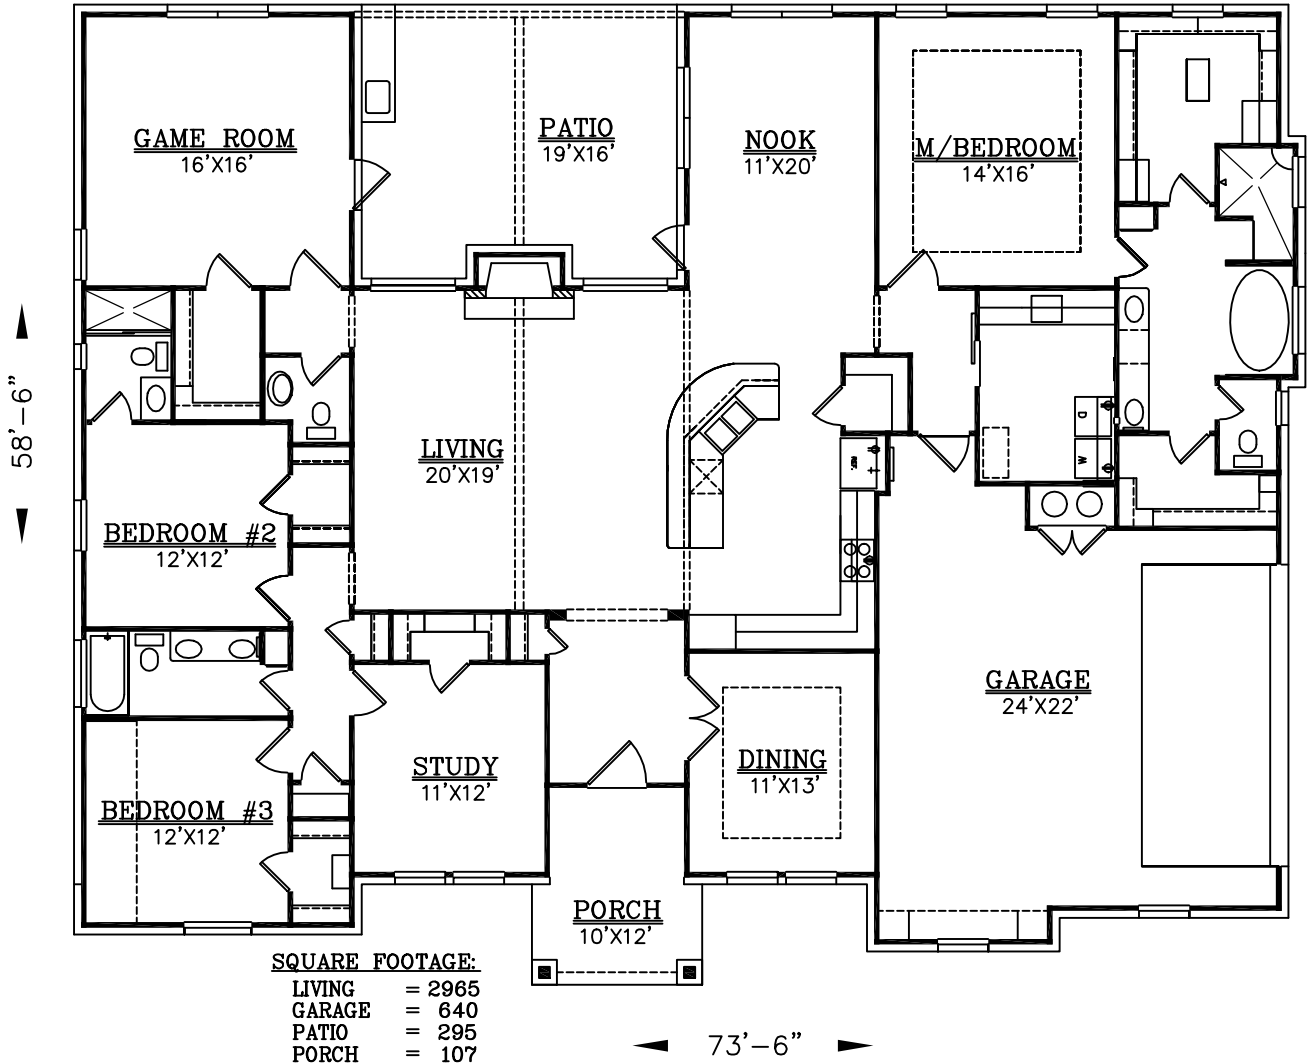 GAME ROOM
16'X16'
PATIO
19'X16'
NOOK
11'X20'
M/BEDROOM
14'X16'
58'-6"
LIVING
20'X19'
D
W
REF.
BEDROOM #2
12'X12'
GARAGE
24'X22'
STUDY
11'X12'
DINING
11'X13'
BEDROOM #3
12'X12'
PORCH
10'X12'
SQUARE FOOTAGE:
LIVING = 2965
GARAGE = 640
PATIO = 295
PORCH = 107
73'-6"